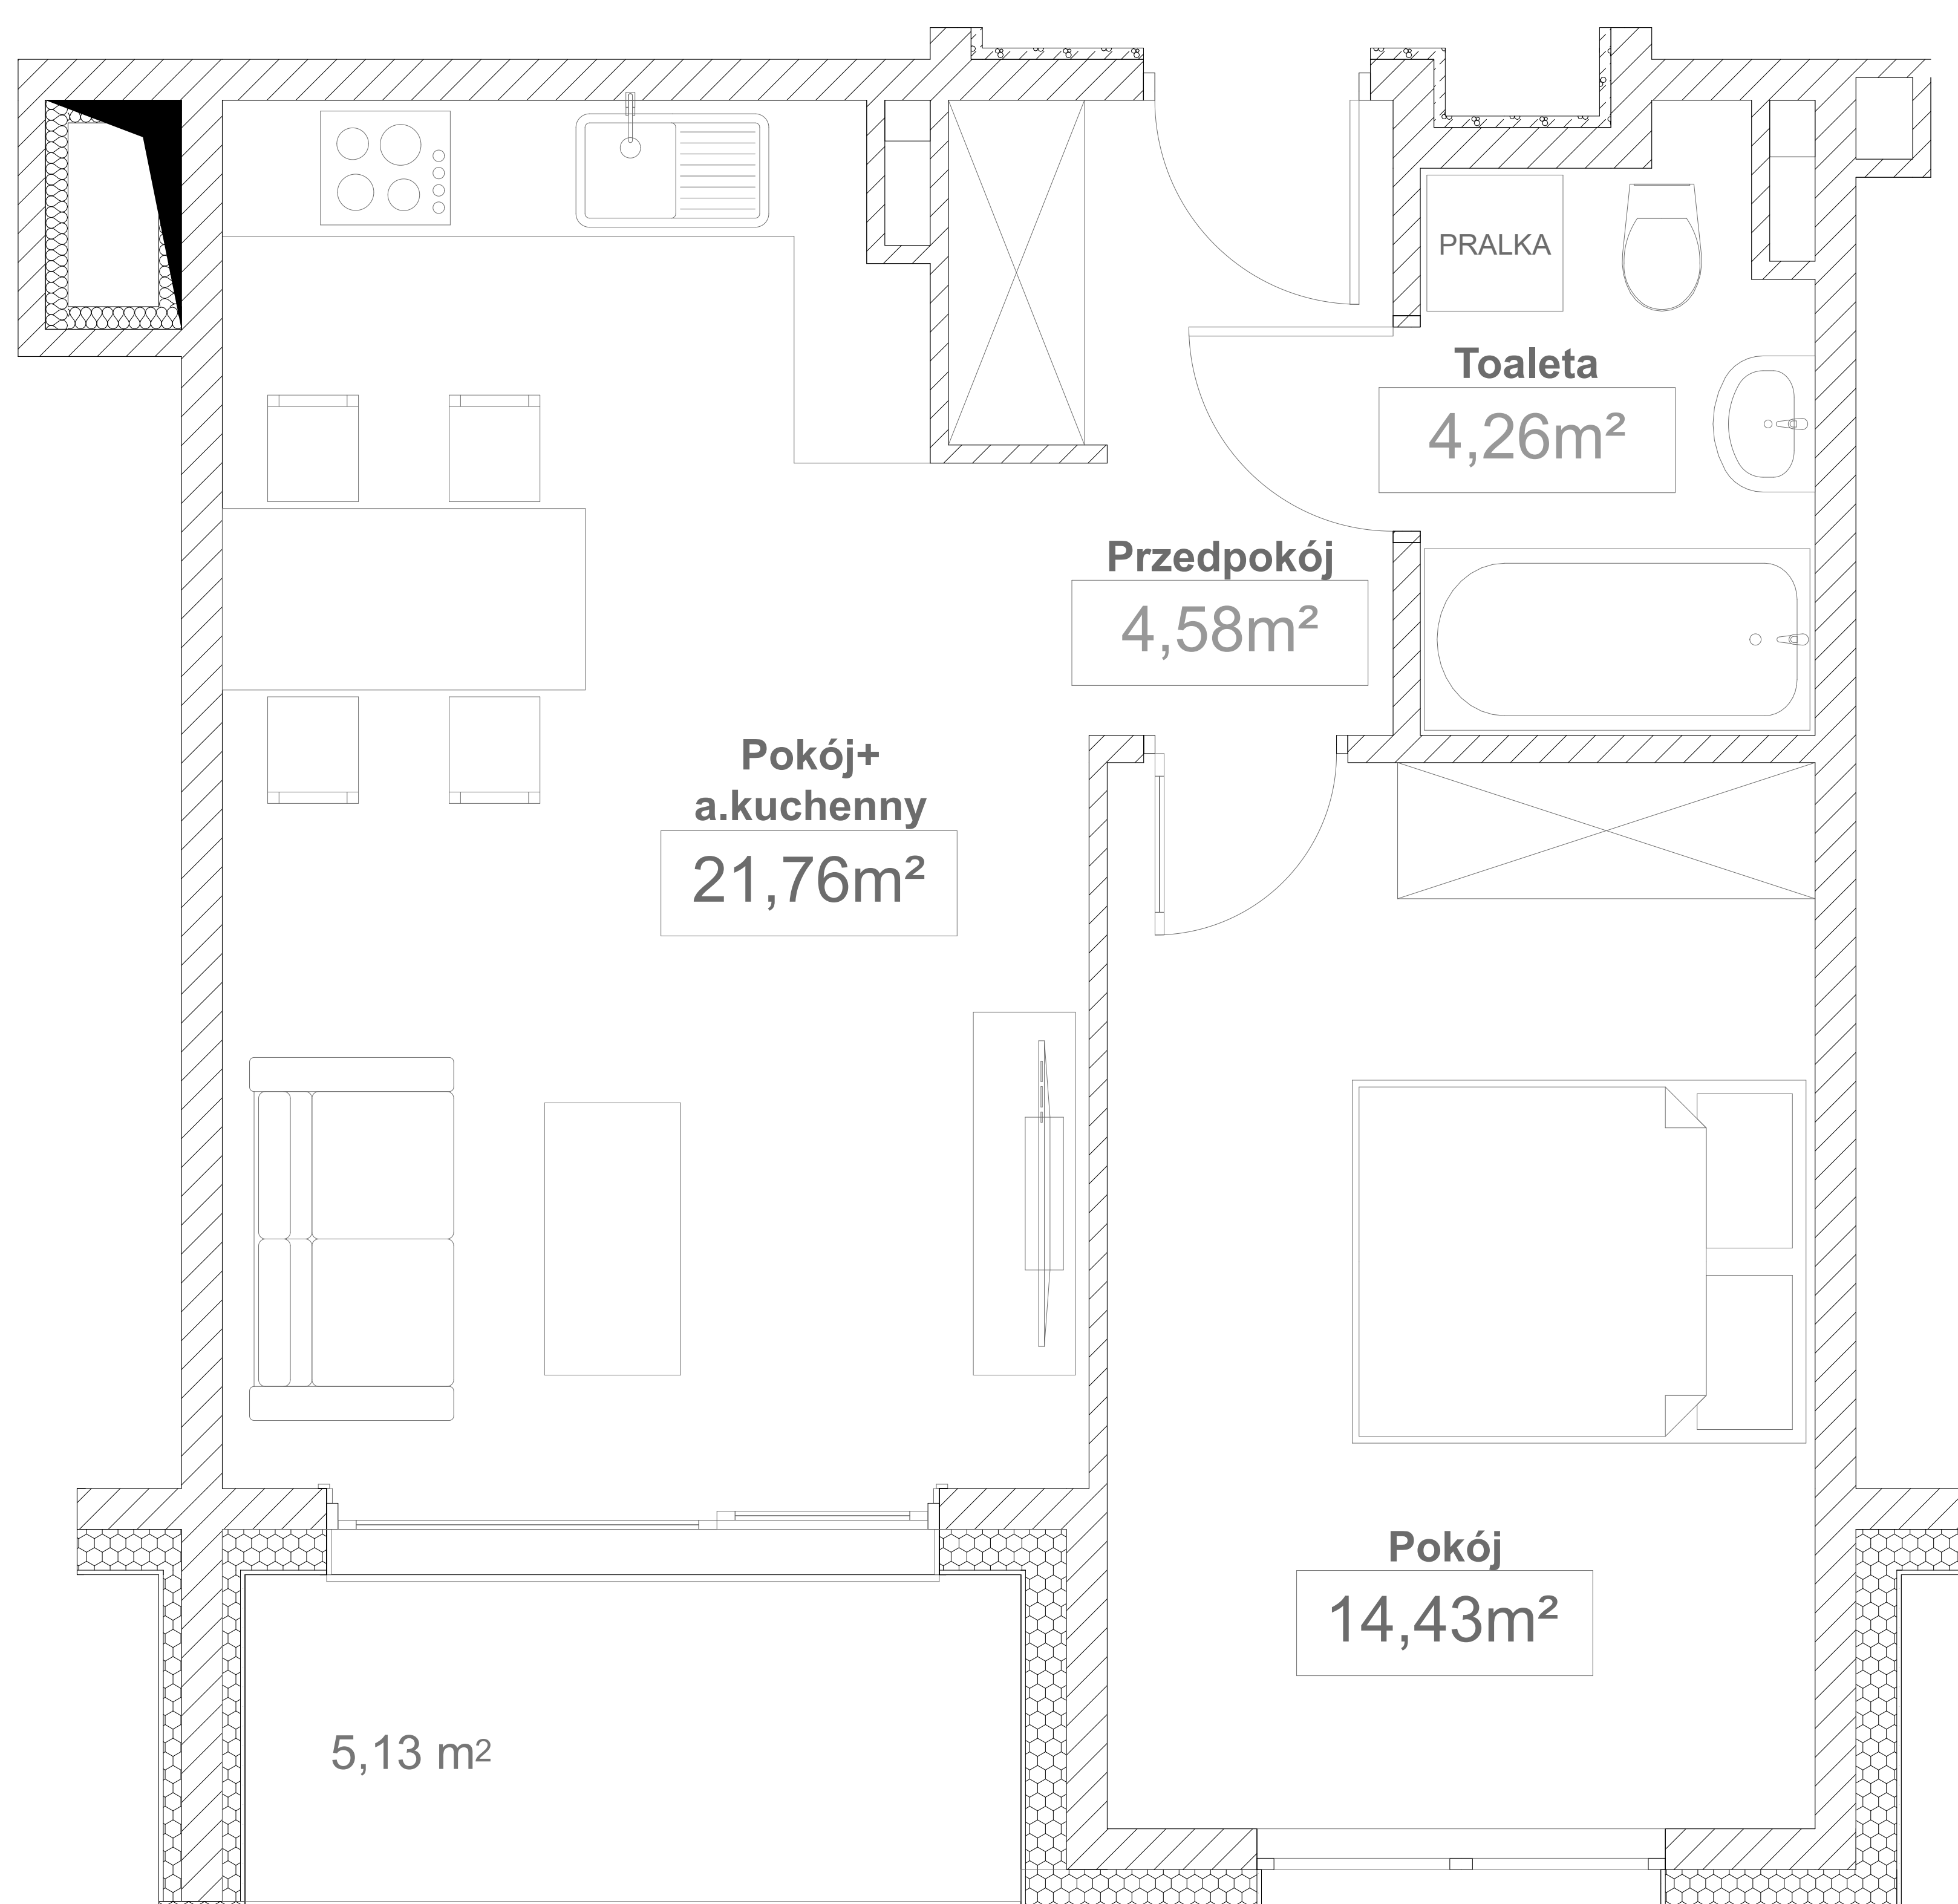 PRALKA
Toaleta
4,26m²
Przedpokój
4,58m²
Pokój+
a.kuchenny
21,76m²
Pokój
14,43m²
5,13 m²